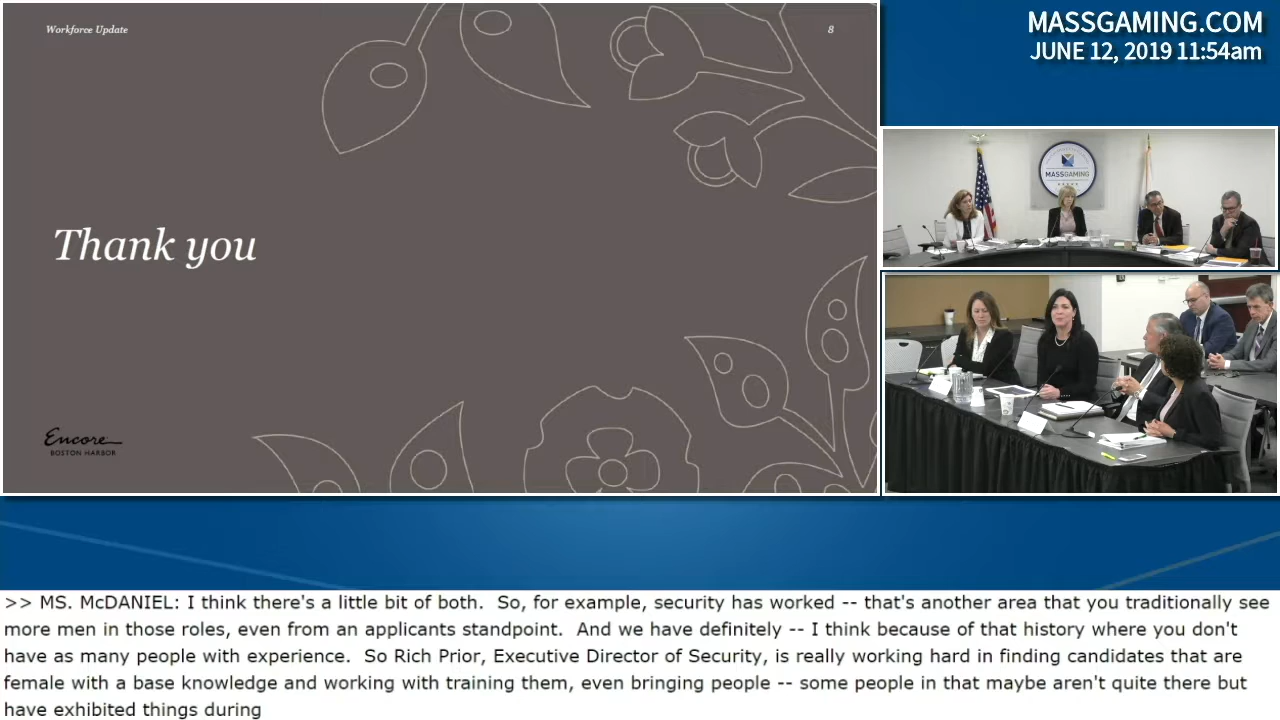 Workforce Update
8
MASSGAMING.COM
JUNE 12, 2019 11:54am
MASSGAMING
Thank you
Encore
BOSTON HARBOR
>> MS. McDANIEL: I think there's a little bit of both.  So, for example, security has worked -- that's another area that you traditionally see
more men in those roles, even from an applicants standpoint.  And we have definitely -- I think because of that history where you don't
have as many people with experience.  So Rich Prior, Executive Director of Security, is really working hard in finding candidates that are
female with a base knowledge and working with training them, even bringing people -- some people in that maybe aren't quite there but
have exhibited things during